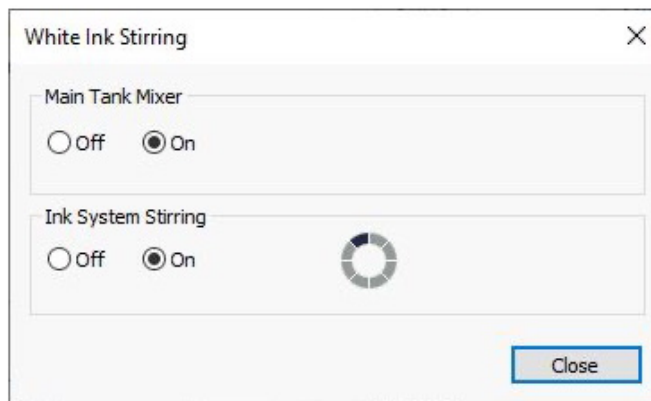 White Ink Stirring
Main Tank Mixer
Off On
Ink System Stirring
Off On
Close